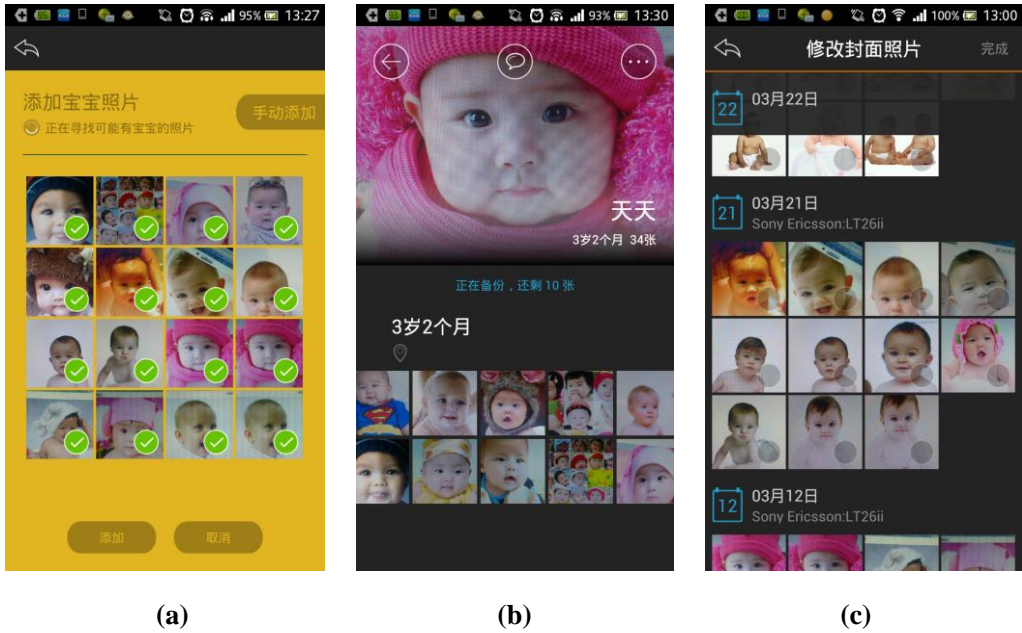 95% 13:27
添加宝宝照片
手动添加
正在寻找可能有宝宝的照片
添加
取消
(a)
93% 13:30
天天
3岁2个月 34张
正在备份，还剩 10 张
3岁2个月
(b)
100% 13:00
修改封面照片
完成
22
03月22日
21
03月21日
Sony Ericsson:LT26ii
12
03月12日
Sony Ericsson:LT26ii
(c)